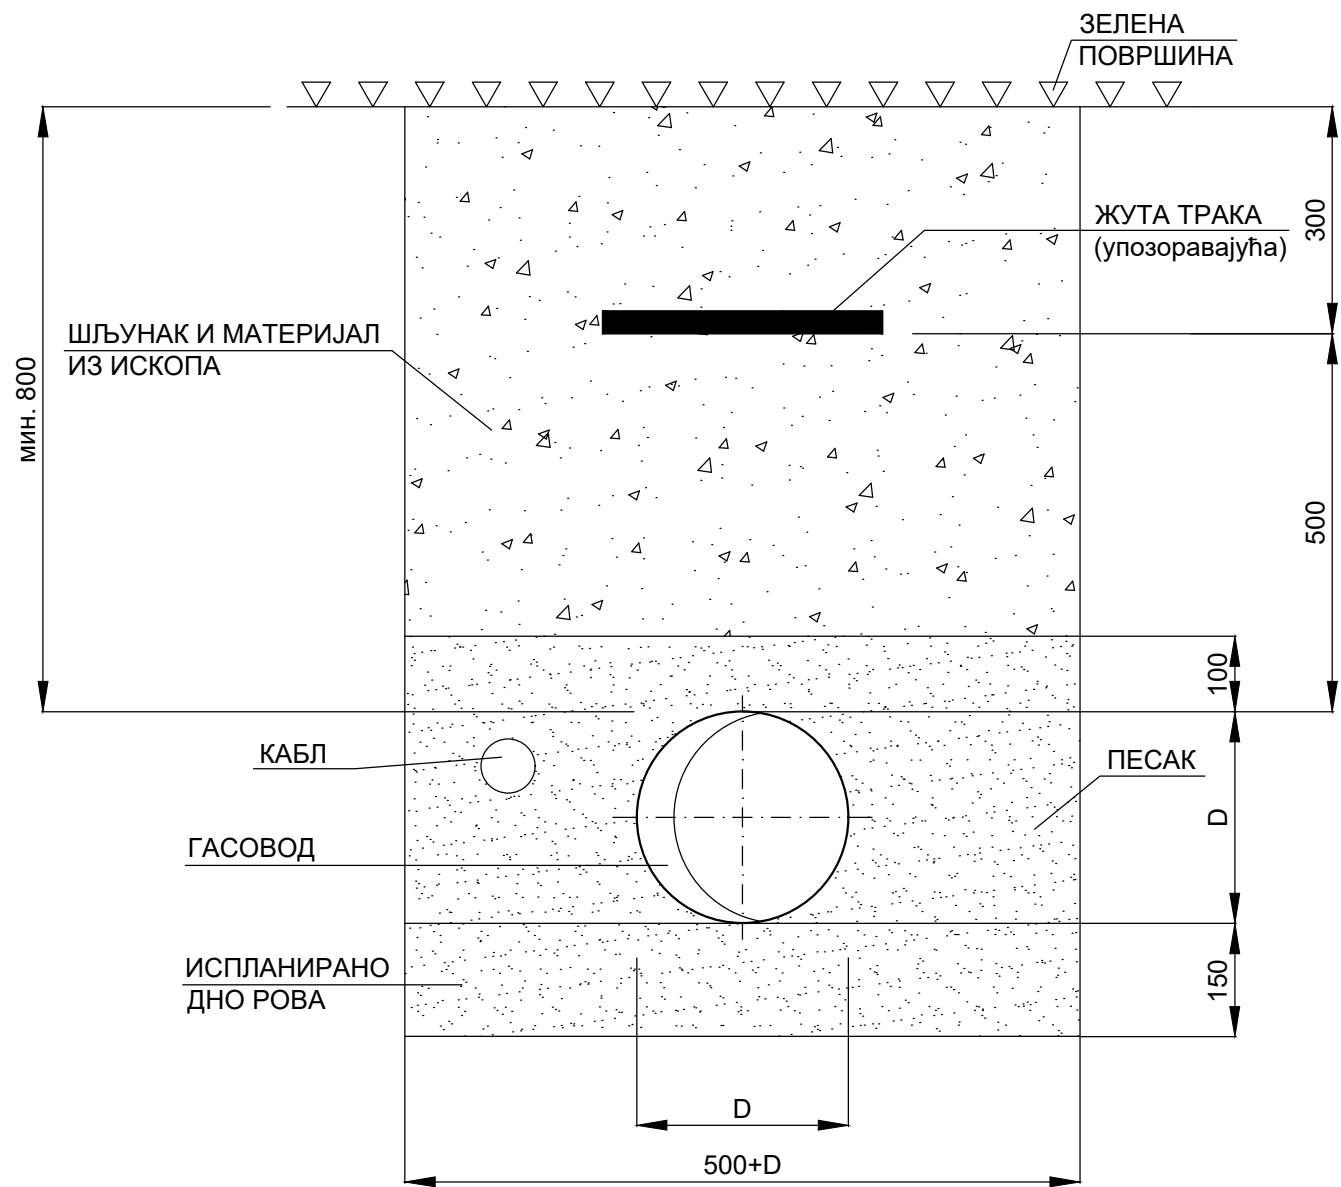 ЗЕЛЕНА
ПОВРШИНА
ЖУТА ТРАКА
(упозоравајућа)
300
ШЉУНАК И МАТЕРИЈАЛ
ИЗ ИСКОПА
мин. 800
500
100
КАБЛ
ПЕСАК
D
ГАСОВОД
ИСПЛАНИРАНО
ДНО РОВА
150
D
500+D